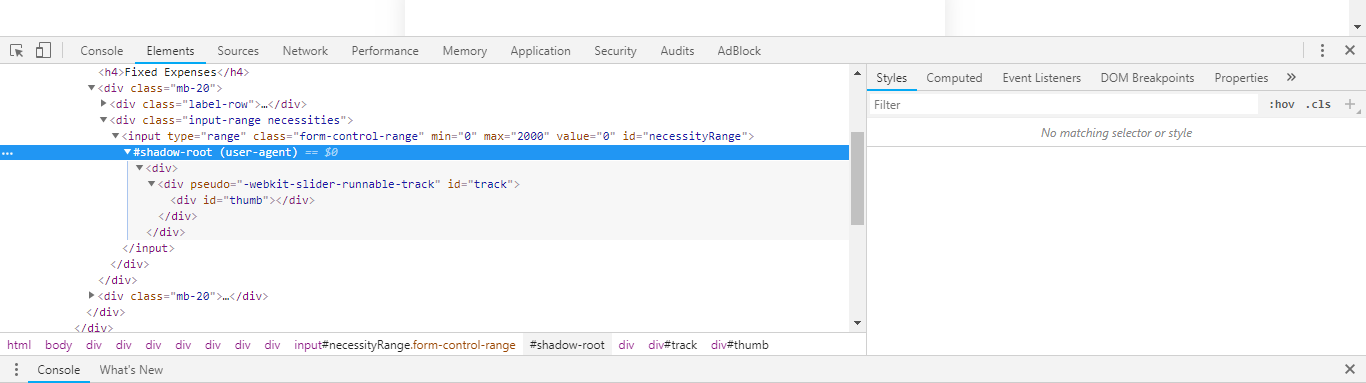 Console Elements Sources Network Performance Memory Application Security Audits AdBlock
<h4>Fixed Expenses</h4>
<div class="mb-20">
<div class="label-row">…</div>
<div class="input-range necessities">
<input type="range" class="form-control-range" min="0" max="2000" value="0" id="necessityRange">
… #shadow-root (user-agent) == $0
<div>
<div pseudo="-webkit-slider-runnable-track" id="track">
<div id="thumb"></div>
</div>
</div>
</input>
</div>
</div>
<div class="mb-20">…</div>
</div>
</div>
html body div div div div div div div input#necessityRange.form-control-range #shadow-root div div#track div#thumb
Styles Computed Event Listeners DOM Breakpoints Properties »
Filter :hov .cls +
No matching selector or style
Console What's New